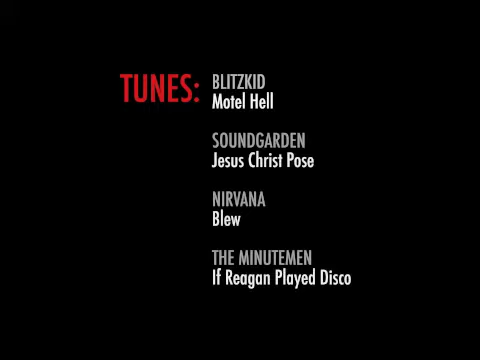 TUNES:
BLITZKID
Motel Hell
SOUNDGARDEN
Jesus Christ Pose
NIRVANA
Blew
THE MINUTEMEN
If Reagan Played Disco